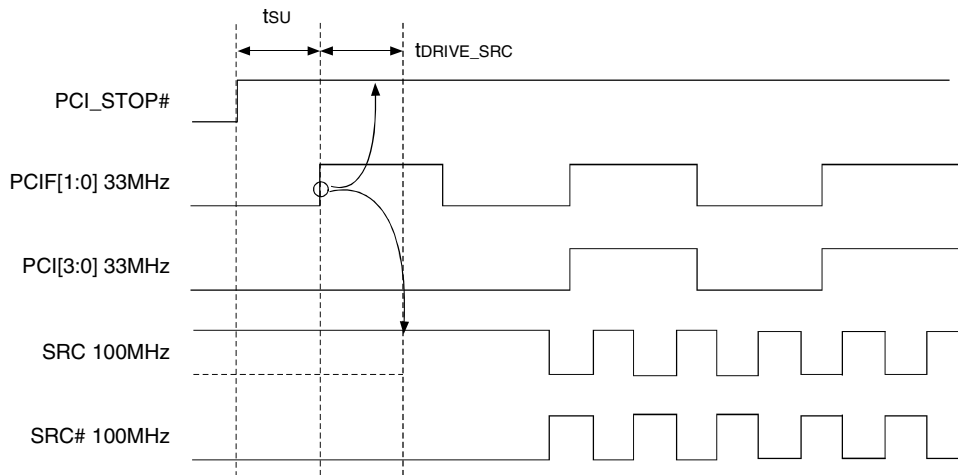 tSU
tDRIVE_SRC
PCI_STOP#
PCIF[1:0] 33MHz
PCI[3:0] 33MHz
SRC 100MHz
SRC# 100MHz